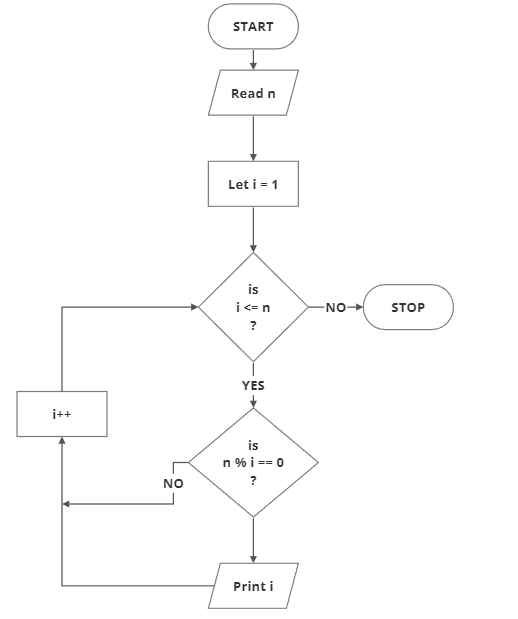 START
Read n
Let i = 1
is
i <= n
?
NO
STOP
YES
i++
is
n % i == 0
?
NO
Print i